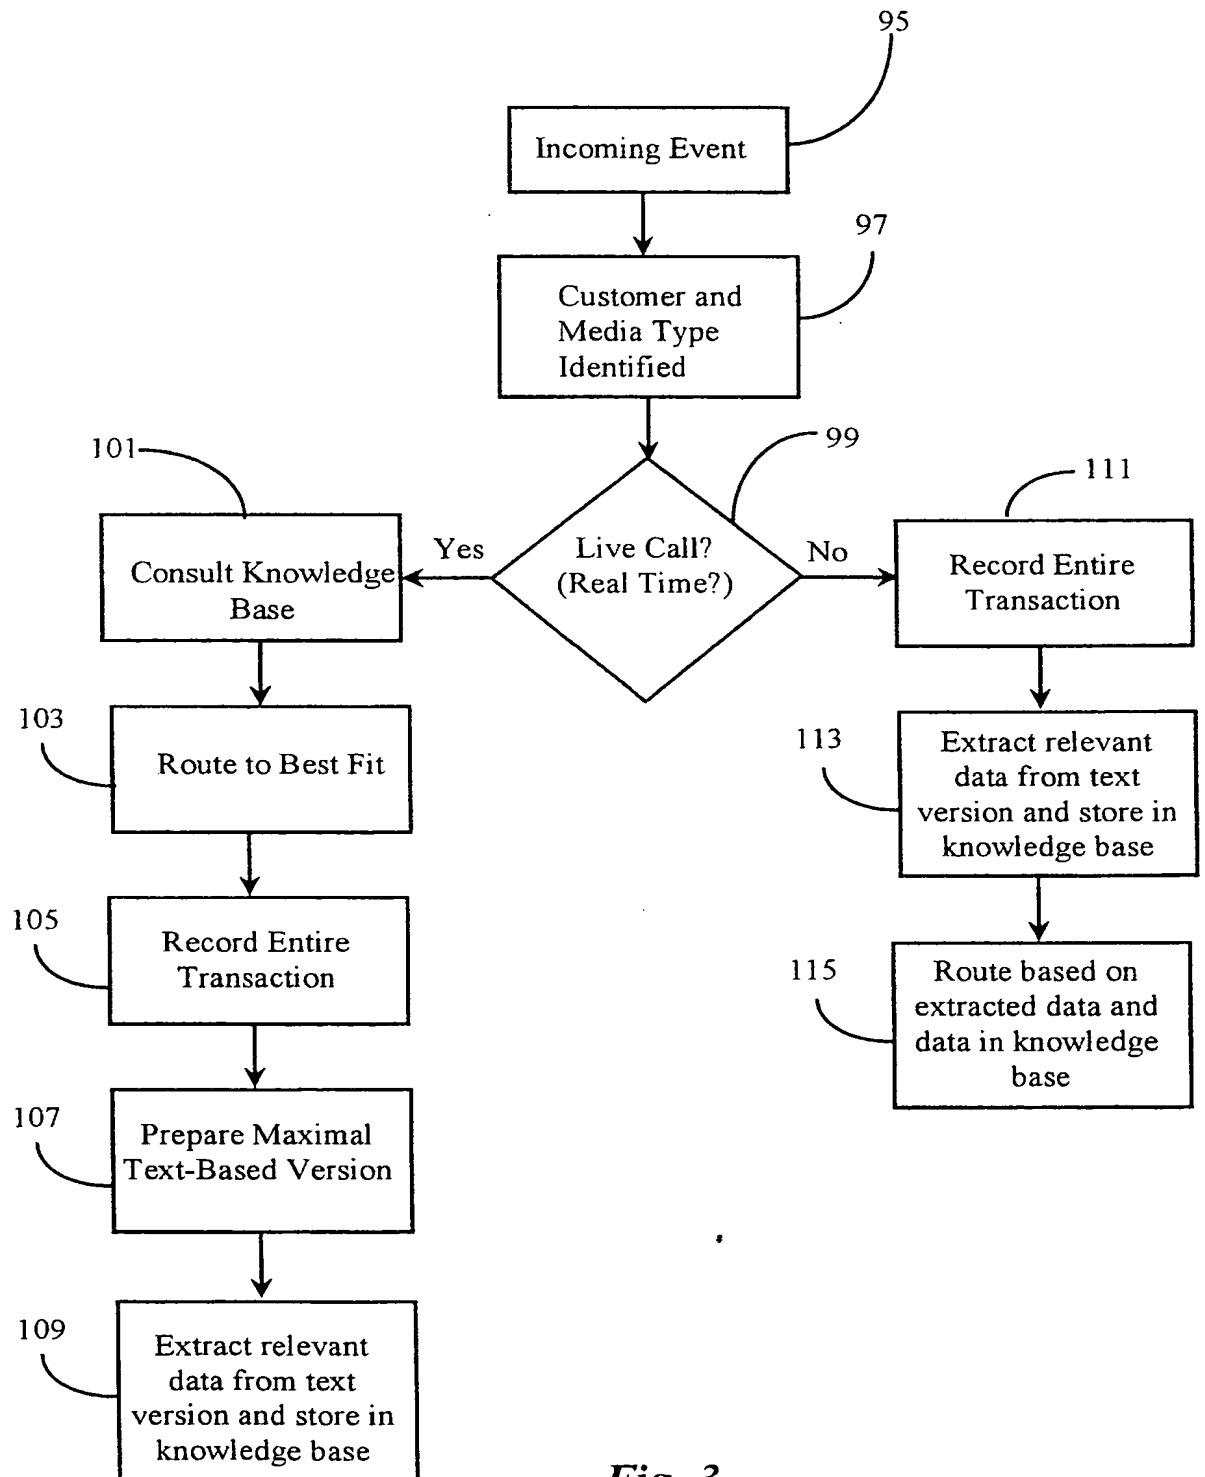 95
Incoming Event
97
Customer and
Media Type
Identified
99
101
111
Yes
Live Call?
(Real Time?)
No
Consult Knowledge
Base
Record Entire
Transaction
103
Route to Best Fit
113
Extract relevant
data from text
version and store in
knowledge base
105
Record Entire
Transaction
115
Route based on
extracted data and
data in knowledge
base
107
Prepare Maximal
Text-Based Version
109
Extract relevant
data from text
version and store in
knowledge base
Fig. 3